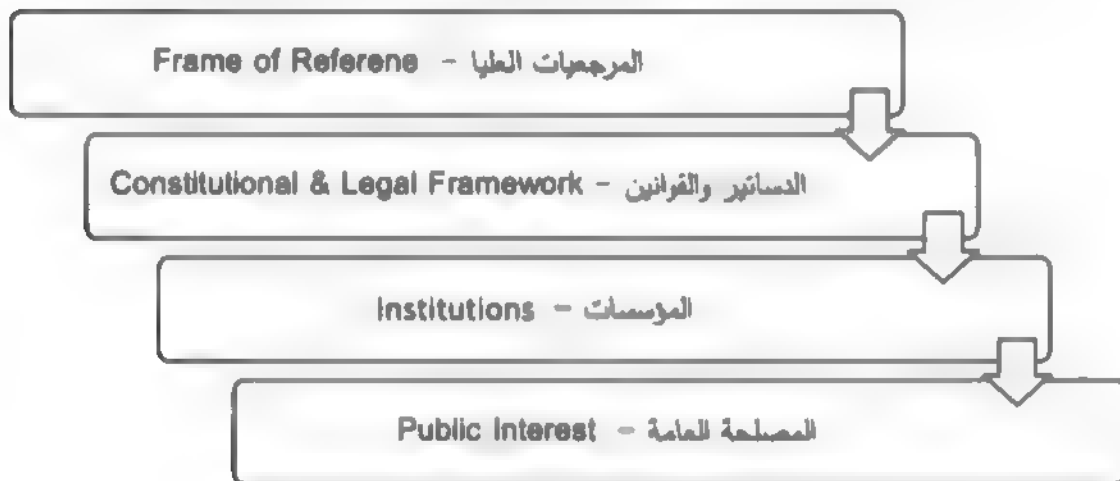 Frame of Referene - المرجعيات العليا
Constitutional & Legal Framework - الدساتير والقوانين
Institutions - المؤسسات
Public Interest - المصلحة العامة